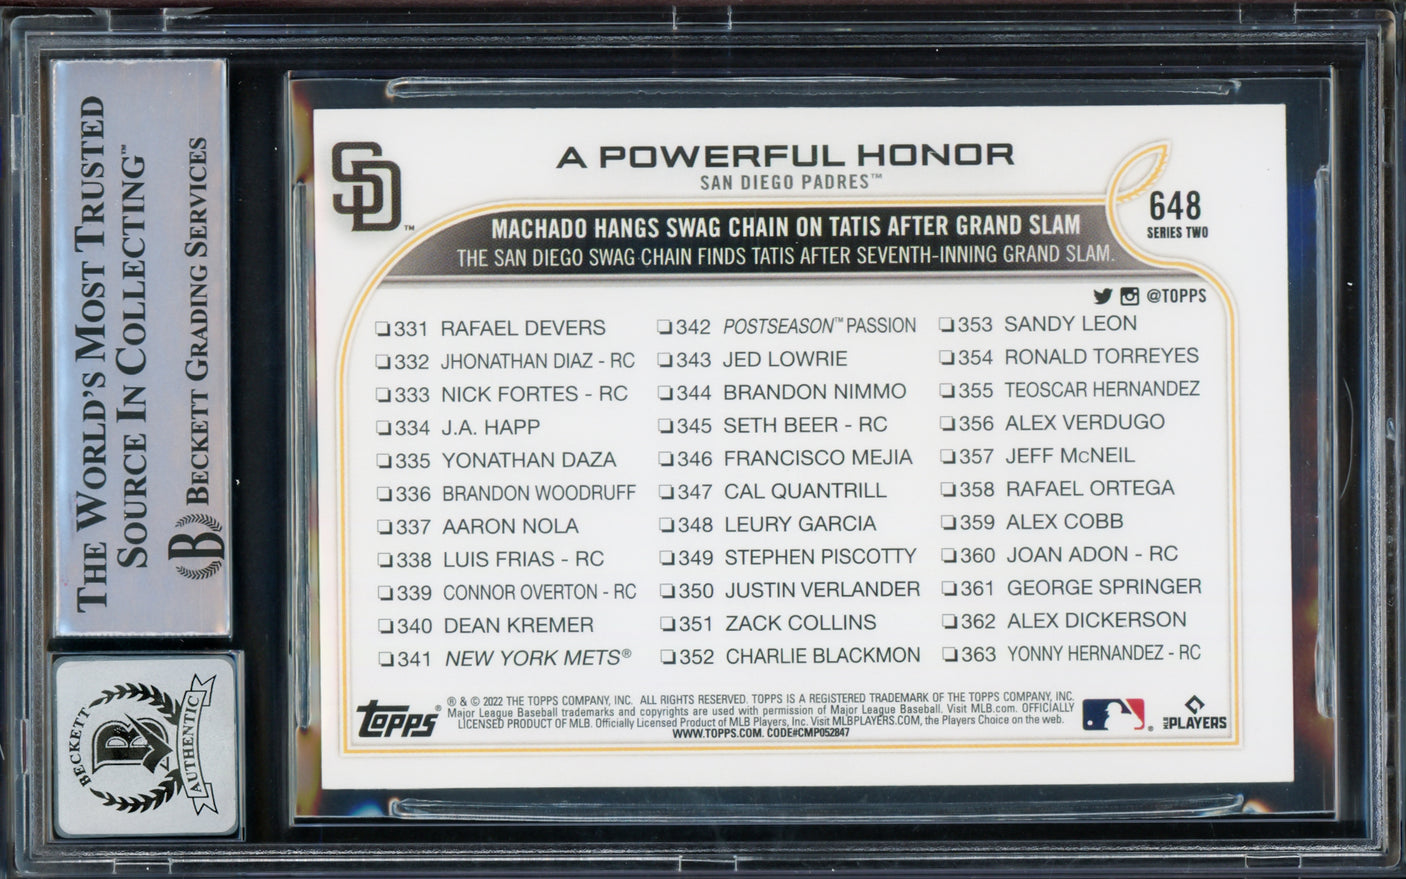 THE WORLD'S MOST TRUSTED
SOURCE IN COLLECTING™
B BECKETT GRADING SERVICES
BECKETT
AUTHENTIC
SD™
A POWERFUL HONOR
SAN DIEGO PADRES™
648
SERIES TWO
MACHADO HANGS SWAG CHAIN ON TATIS AFTER GRAND SLAM
THE SAN DIEGO SWAG CHAIN FINDS TATIS AFTER SEVENTH-INNING GRAND SLAM.
@TOPPS
331 RAFAEL DEVERS
332 JHONATHAN DIAZ - RC
333 NICK FORTES - RC
334 J.A. HAPP
335 YONATHAN DAZA
336 BRANDON WOODRUFF
337 AARON NOLA
338 LUIS FRIAS - RC
339 CONNOR OVERTON - RC
340 DEAN KREMER
341 NEW YORK METS®
342 POSTSEASON™ PASSION
343 JED LOWRIE
344 BRANDON NIMMO
345 SETH BEER - RC
346 FRANCISCO MEJIA
347 CAL QUANTRILL
348 LEURY GARCIA
349 STEPHEN PISCOTTY
350 JUSTIN VERLANDER
351 ZACK COLLINS
352 CHARLIE BLACKMON
353 SANDY LEON
354 RONALD TORREYES
355 TEOSCAR HERNANDEZ
356 ALEX VERDUGO
357 JEFF McNEIL
358 RAFAEL ORTEGA
359 ALEX COBB
360 JOAN ADON - RC
361 GEORGE SPRINGER
362 ALEX DICKERSON
363 YONNY HERNANDEZ - RC
Topps®
® & © 2022 THE TOPPS COMPANY, INC. ALL RIGHTS RESERVED. TOPPS IS A REGISTERED TRADEMARK OF THE TOPPS COMPANY, INC.
Major League Baseball trademarks and copyrights are used with permission of Major League Baseball. Visit MLB.com. OFFICIALLY
LICENSED PRODUCT OF MLB. Officially Licensed Product of MLB Players, Inc. Visit MLBPLAYERS.COM, the Players Choice on the web.
WWW.TOPPS.COM. CODE#CMP052847
MLB PLAYERS